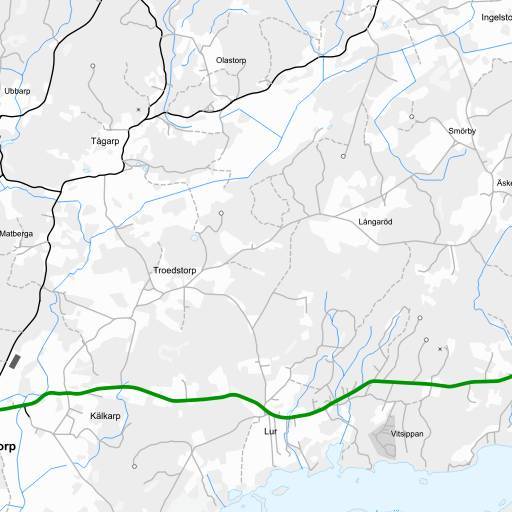 Ingelsto
Olastorp
Ubbarp
Smörby
Tågarp
Äske
Långaröd
Matberga
Troedstorp
Kälkarp
Lur
Vitsippan
orp